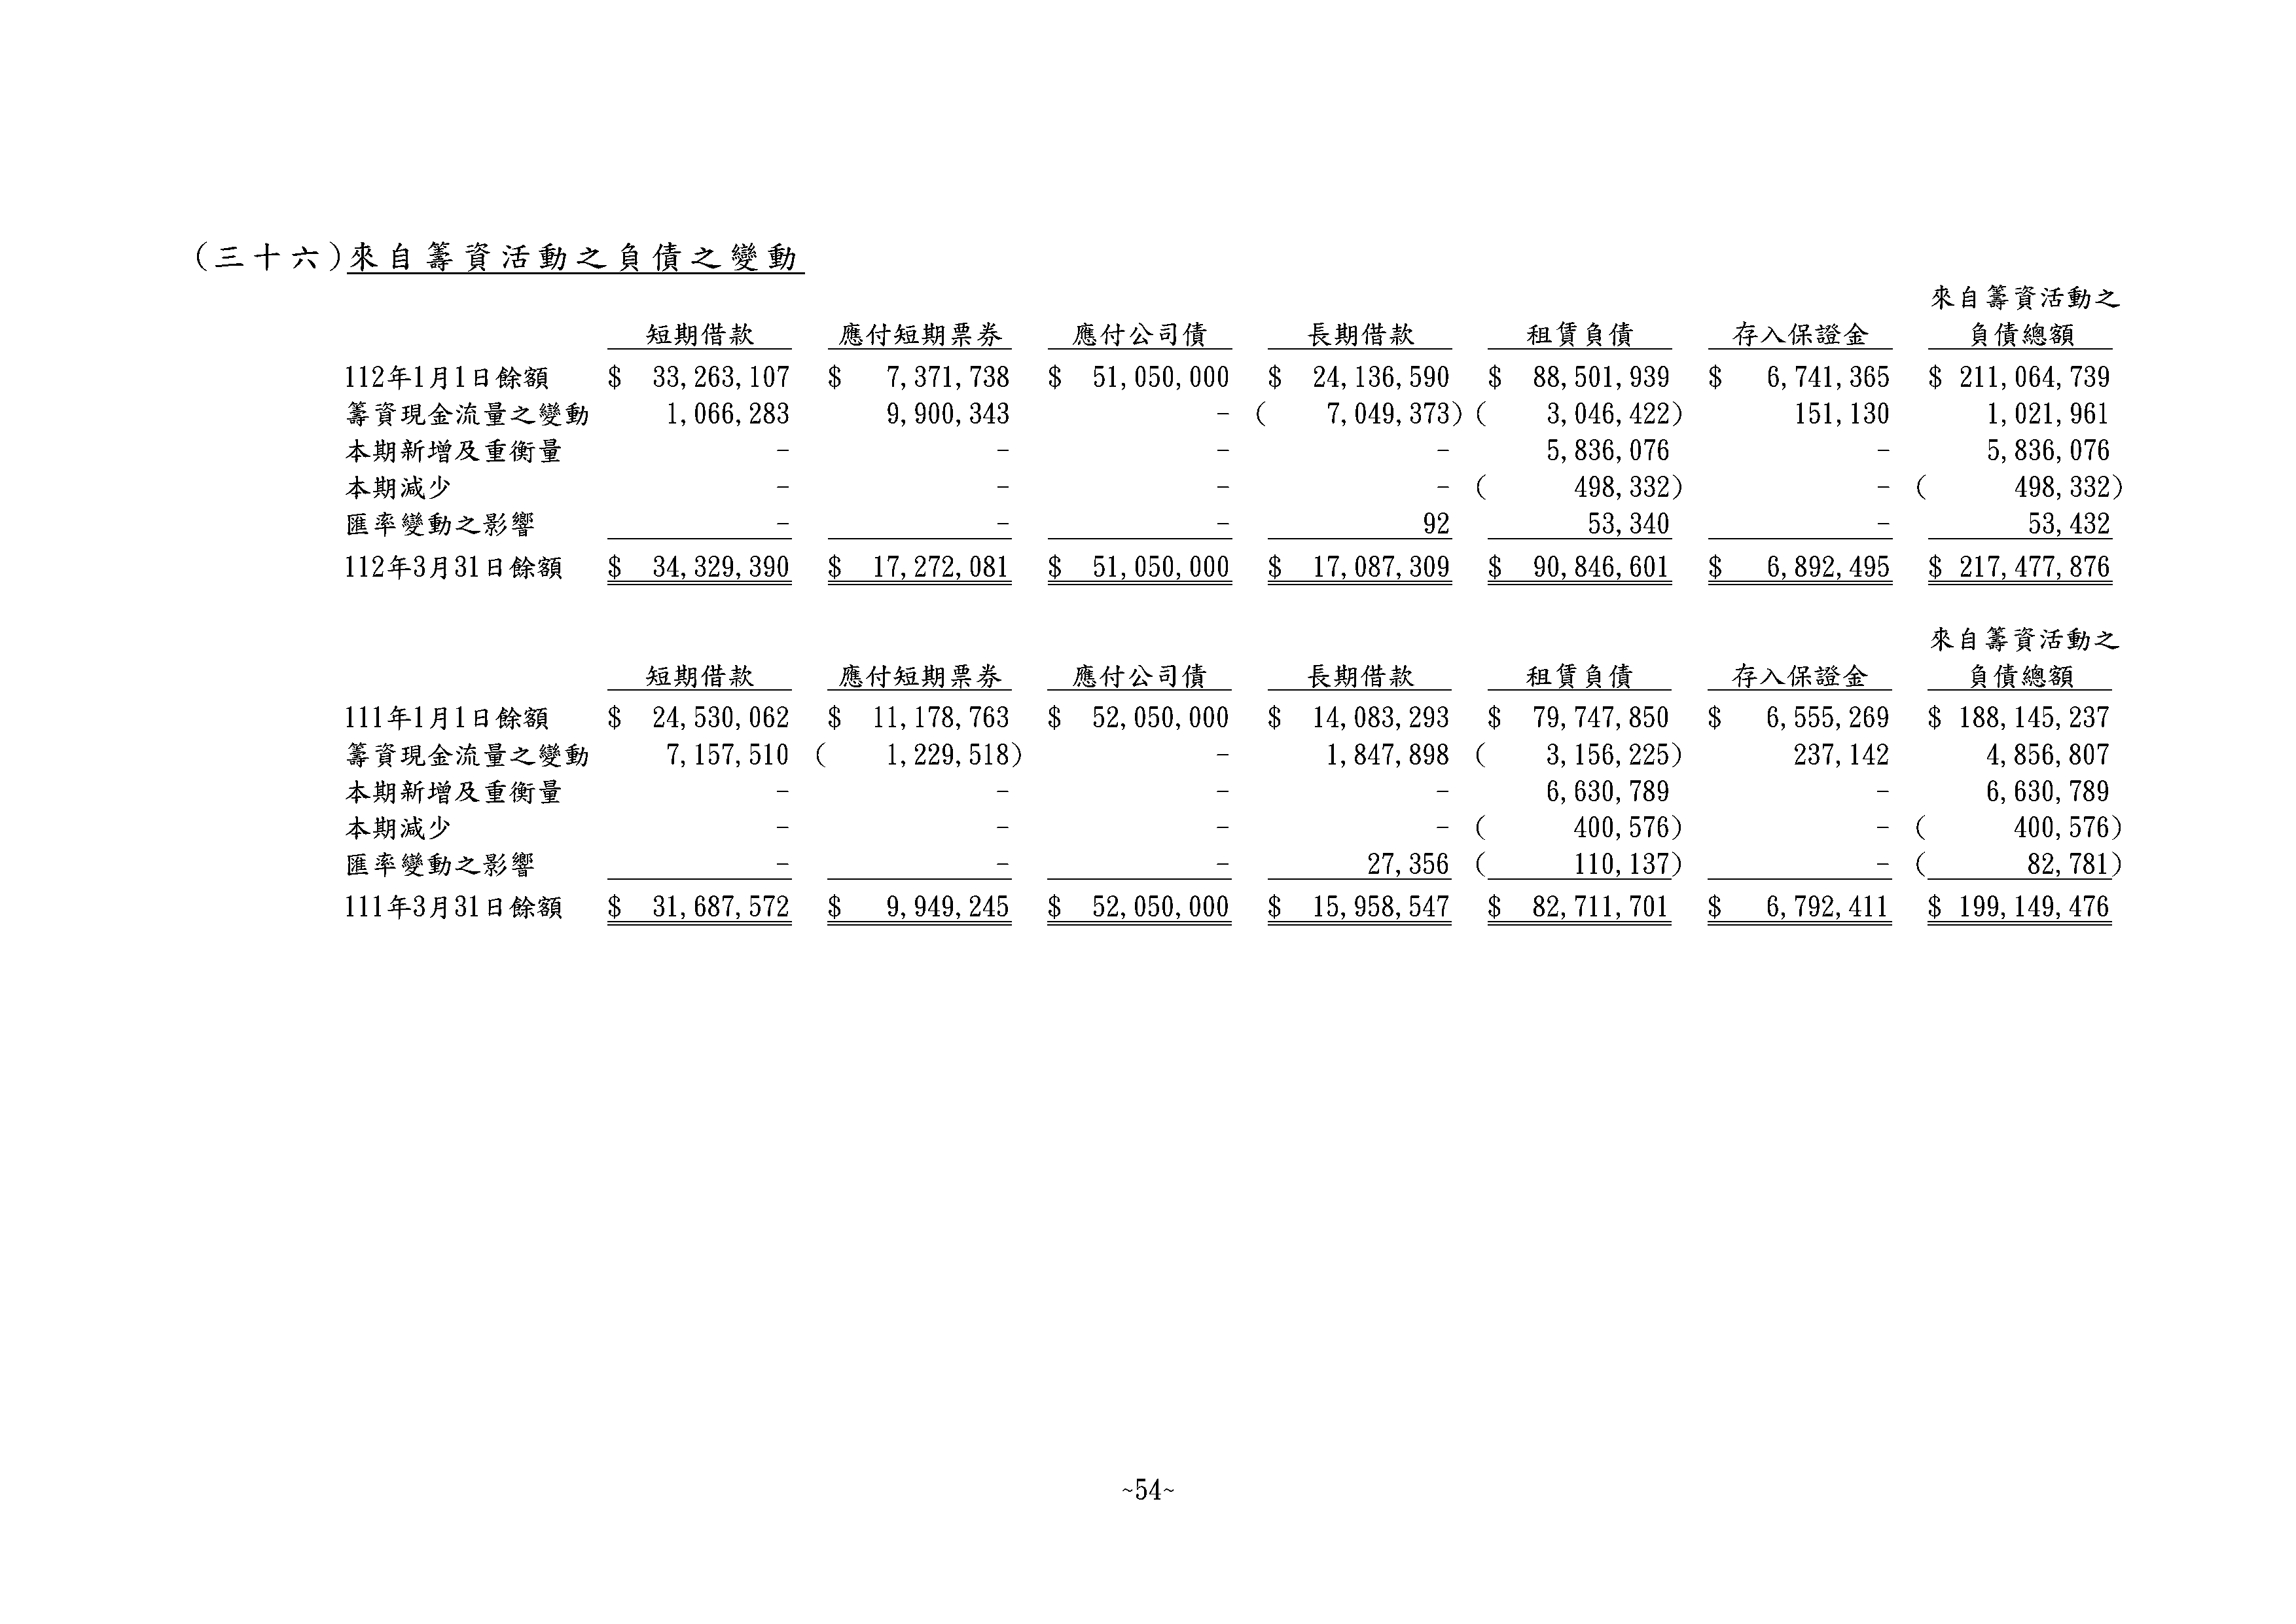 (三十六)來自籌資活動之負債之變動
來自籌資活動之
短期借款 應付短期票券 應付公司債 長期借款 租賃負債 存入保證金 負債總額
112年1月1日餘額 $ 33,263,107 $ 7,371,738 $ 51,050,000 $ 24,136,590 $ 88,501,939 $ 6,741,365 $ 211,064,739
籌資現金流量之變動 1,066,283 9,900,343 - ( 7,049,373) ( 3,046,422) 151,130 1,021,961
本期新增及重衡量 - - - - 5,836,076 - 5,836,076
本期減少 - - - - ( 498,332) - ( 498,332)
匯率變動之影響 - - - 92 53,340 - 53,432
112年3月31日餘額 $ 34,329,390 $ 17,272,081 $ 51,050,000 $ 17,087,309 $ 90,846,601 $ 6,892,495 $ 217,477,876
來自籌資活動之
短期借款 應付短期票券 應付公司債 長期借款 租賃負債 存入保證金 負債總額
111年1月1日餘額 $ 24,530,062 $ 11,178,763 $ 52,050,000 $ 14,083,293 $ 79,747,850 $ 6,555,269 $ 188,145,237
籌資現金流量之變動 7,157,510 ( 1,229,518) - 1,847,898 ( 3,156,225) 237,142 4,856,807
本期新增及重衡量 - - - - 6,630,789 - 6,630,789
本期減少 - - - - ( 400,576) - ( 400,576)
匯率變動之影響 - - - 27,356 ( 110,137) - ( 82,781)
111年3月31日餘額 $ 31,687,572 $ 9,949,245 $ 52,050,000 $ 15,958,547 $ 82,711,701 $ 6,792,411 $ 199,149,476
~54~